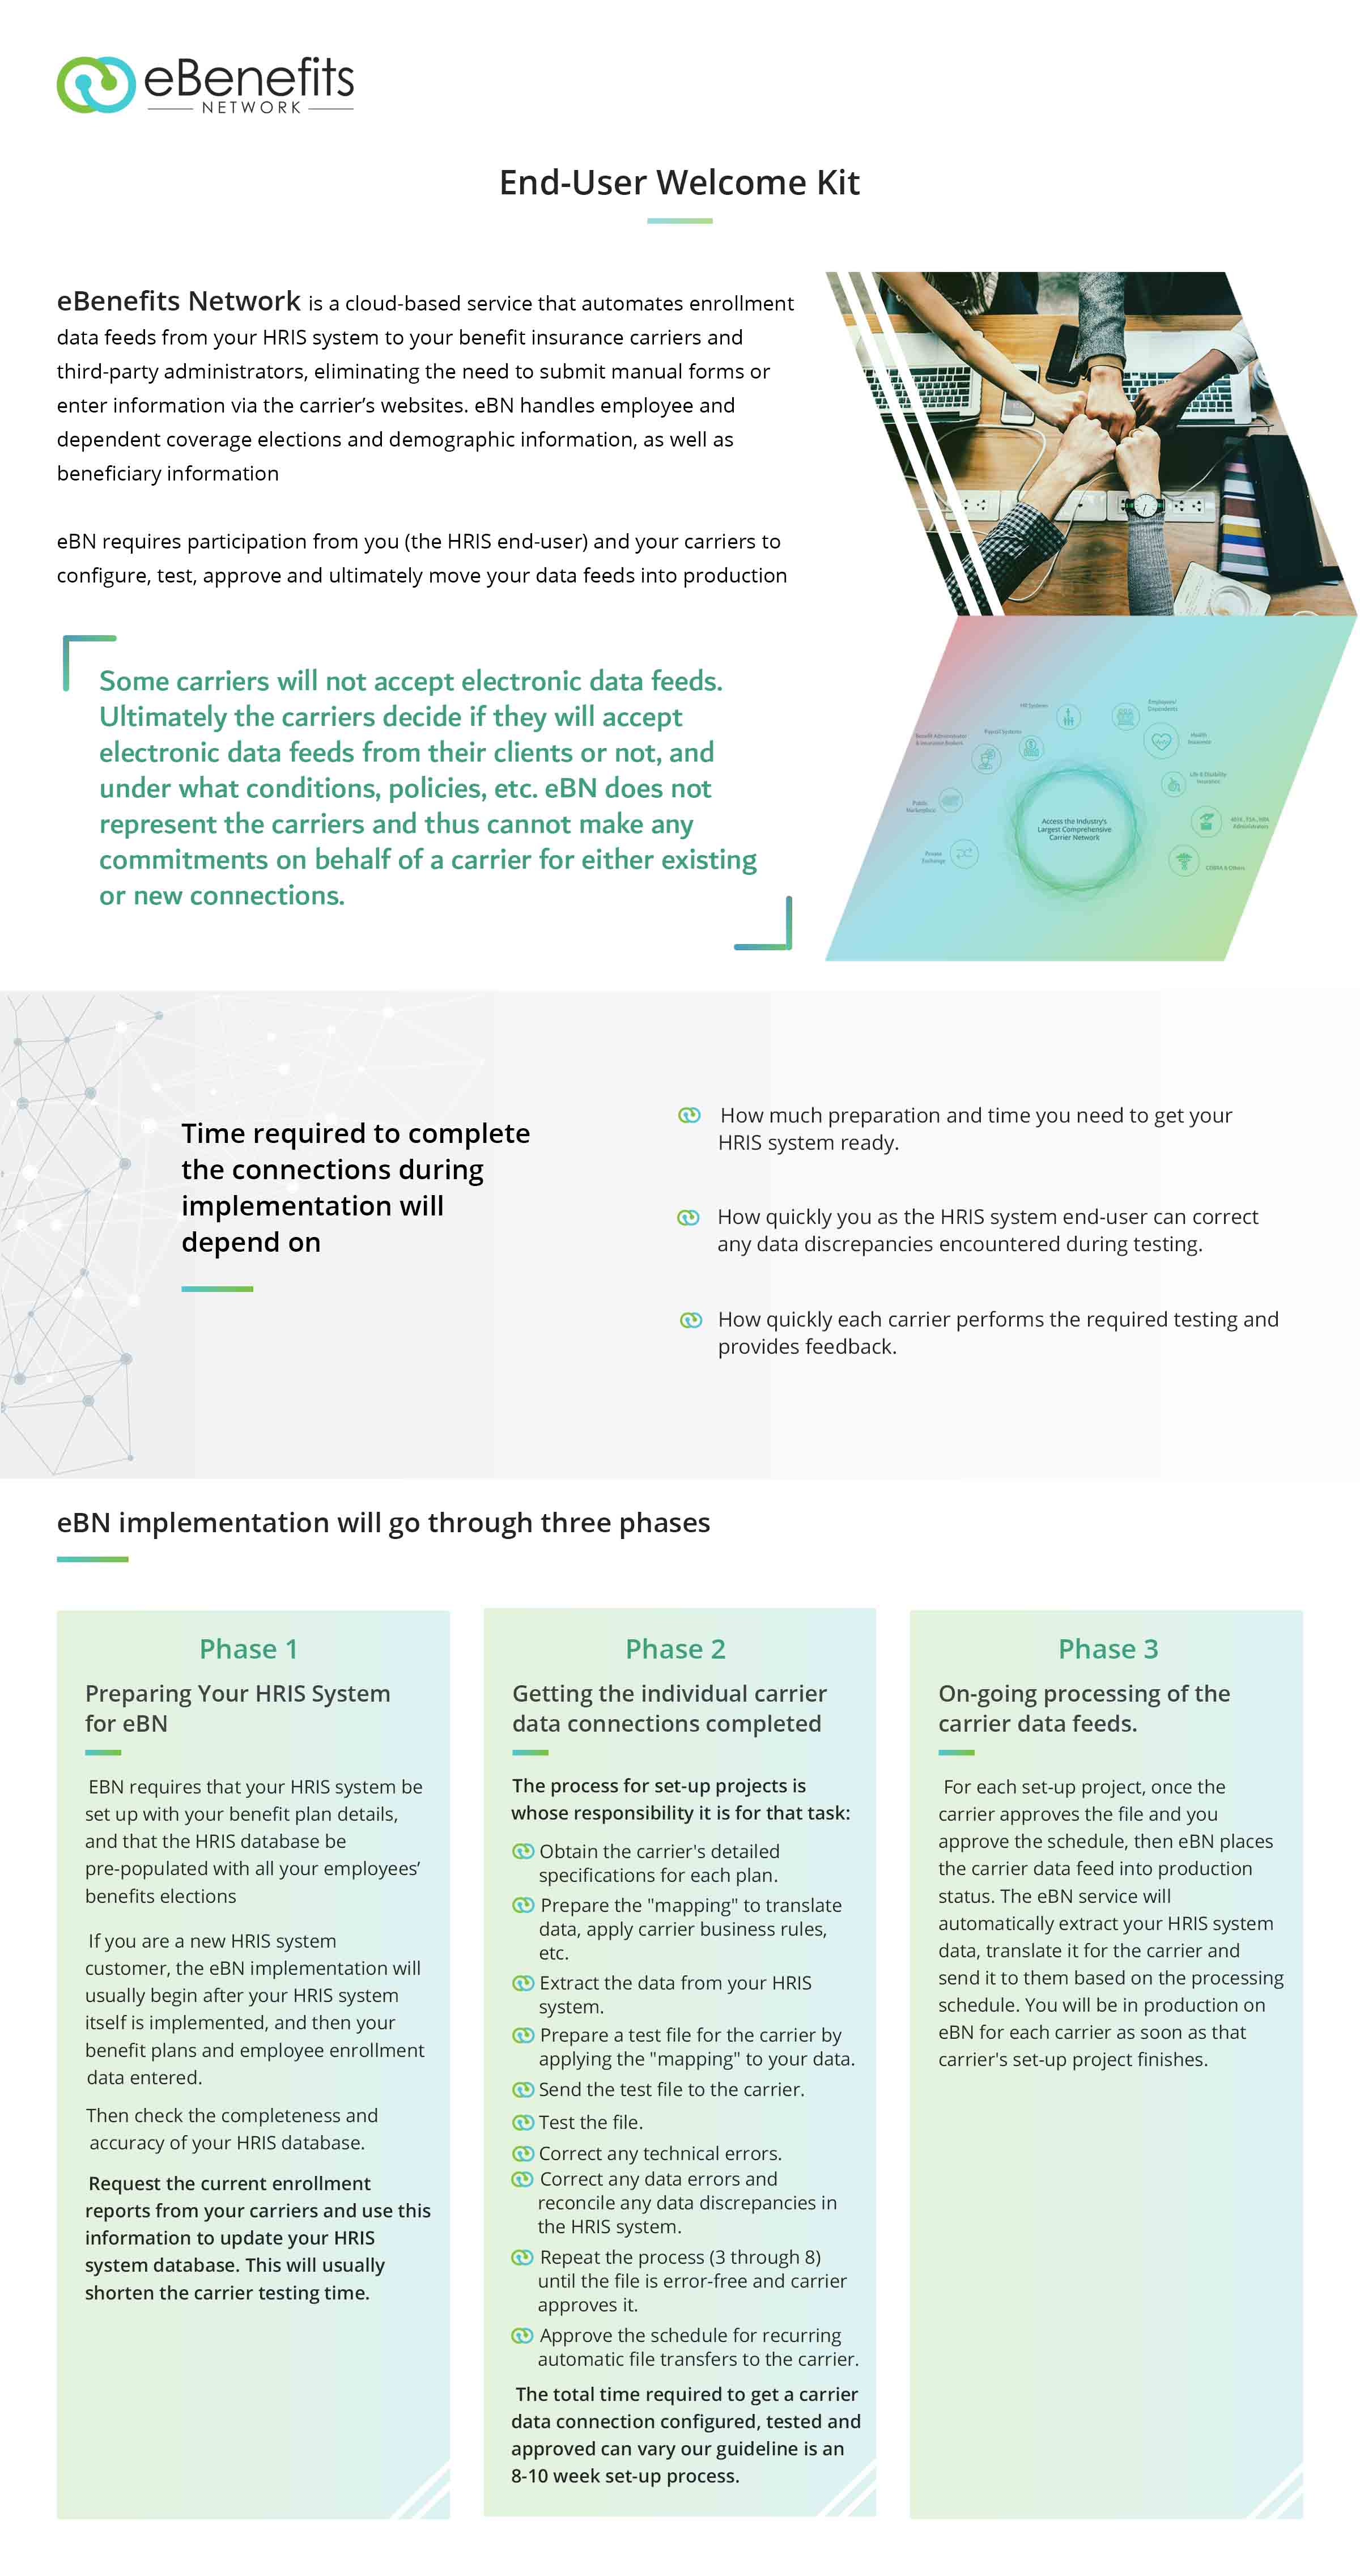 eBenefits
NETWORK
End-User Welcome Kit
eBenefits Network is a cloud-based service that automates enrollment
data feeds from your HRIS system to your benefit insurance carriers and
third-party administrators, eliminating the need to submit manual forms or
enter information via the carrier’s websites. eBN handles employee and
dependent coverage elections and demographic information, as well as
beneficiary information
eBN requires participation from you (the HRIS end-user) and your carriers to
configure, test, approve and ultimately move your data feeds into production
Some carriers will not accept electronic data feeds.
Ultimately the carriers decide if they will accept
electronic data feeds from their clients or not, and
under what conditions, policies, etc. eBN does not
represent the carriers and thus cannot make any
commitments on behalf of a carrier for either existing
or new connections.
HR Systems
Employees/
Dependents
Payroll Systems
Benefit Administrator
& Insurance Brokers
Health
Insurance
Life & Disability
Insurance
Public
Marketplace
Access the Industry's
Largest Comprehensive
Carrier Network
401k, FSA, HRA
Administrators
Private
Exchange
COBRA & Others
Time required to complete
the connections during
implementation will
depend on
How much preparation and time you need to get your
HRIS system ready.
How quickly you as the HRIS system end-user can correct
any data discrepancies encountered during testing.
How quickly each carrier performs the required testing and
provides feedback.
eBN implementation will go through three phases
Phase 1
Preparing Your HRIS System
for eBN
EBN requires that your HRIS system be
set up with your benefit plan details,
and that the HRIS database be
pre-populated with all your employees’
benefits elections
If you are a new HRIS system
customer, the eBN implementation will
usually begin after your HRIS system
itself is implemented, and then your
benefit plans and employee enrollment
data entered.
Then check the completeness and
accuracy of your HRIS database.
Request the current enrollment
reports from your carriers and use this
information to update your HRIS
system database. This will usually
shorten the carrier testing time.
Phase 2
Getting the individual carrier
data connections completed
The process for set-up projects is
whose responsibility it is for that task:
Obtain the carrier's detailed
specifications for each plan.
Prepare the "mapping" to translate
data, apply carrier business rules,
etc.
Extract the data from your HRIS
system.
Prepare a test file for the carrier by
applying the "mapping" to your data.
Send the test file to the carrier.
Test the file.
Correct any technical errors.
Correct any data errors and
reconcile any data discrepancies in
the HRIS system.
Repeat the process (3 through 8)
until the file is error-free and carrier
approves it.
Approve the schedule for recurring
automatic file transfers to the carrier.
The total time required to get a carrier
data connection configured, tested and
approved can vary our guideline is an
8-10 week set-up process.
Phase 3
On-going processing of the
carrier data feeds.
For each set-up project, once the
carrier approves the file and you
approve the schedule, then eBN places
the carrier data feed into production
status. The eBN service will
automatically extract your HRIS system
data, translate it for the carrier and
send it to them based on the processing
schedule. You will be in production on
eBN for each carrier as soon as that
carrier's set-up project finishes.